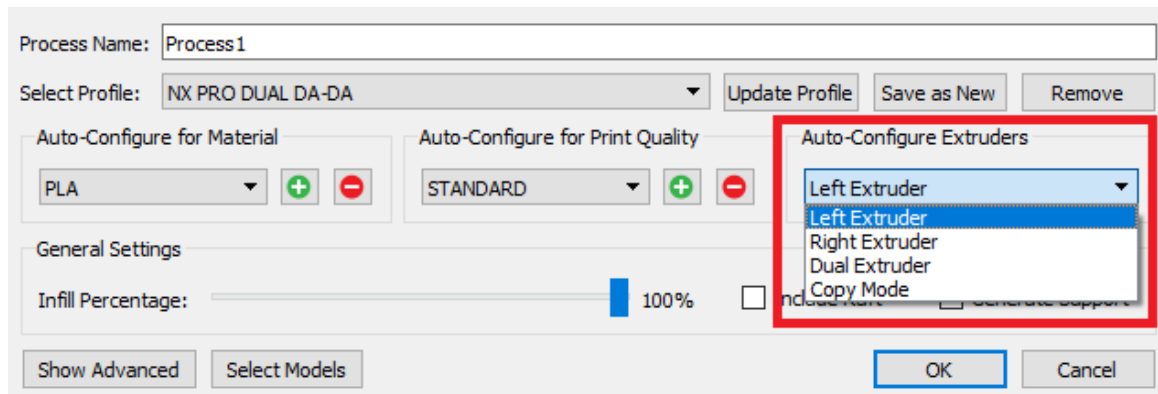 Process Name: Process1
Select Profile: NX PRO DUAL DA-DA Update Profile Save as New Remove
Auto-Configure for Material Auto-Configure for Print Quality Auto-Configure Extruders
PLA STANDARD Left Extruder
Left Extruder
General Settings Right Extruder
Dual Extruder
Infill Percentage: 100% Copy Mode
Show Advanced Select Models OK Cancel